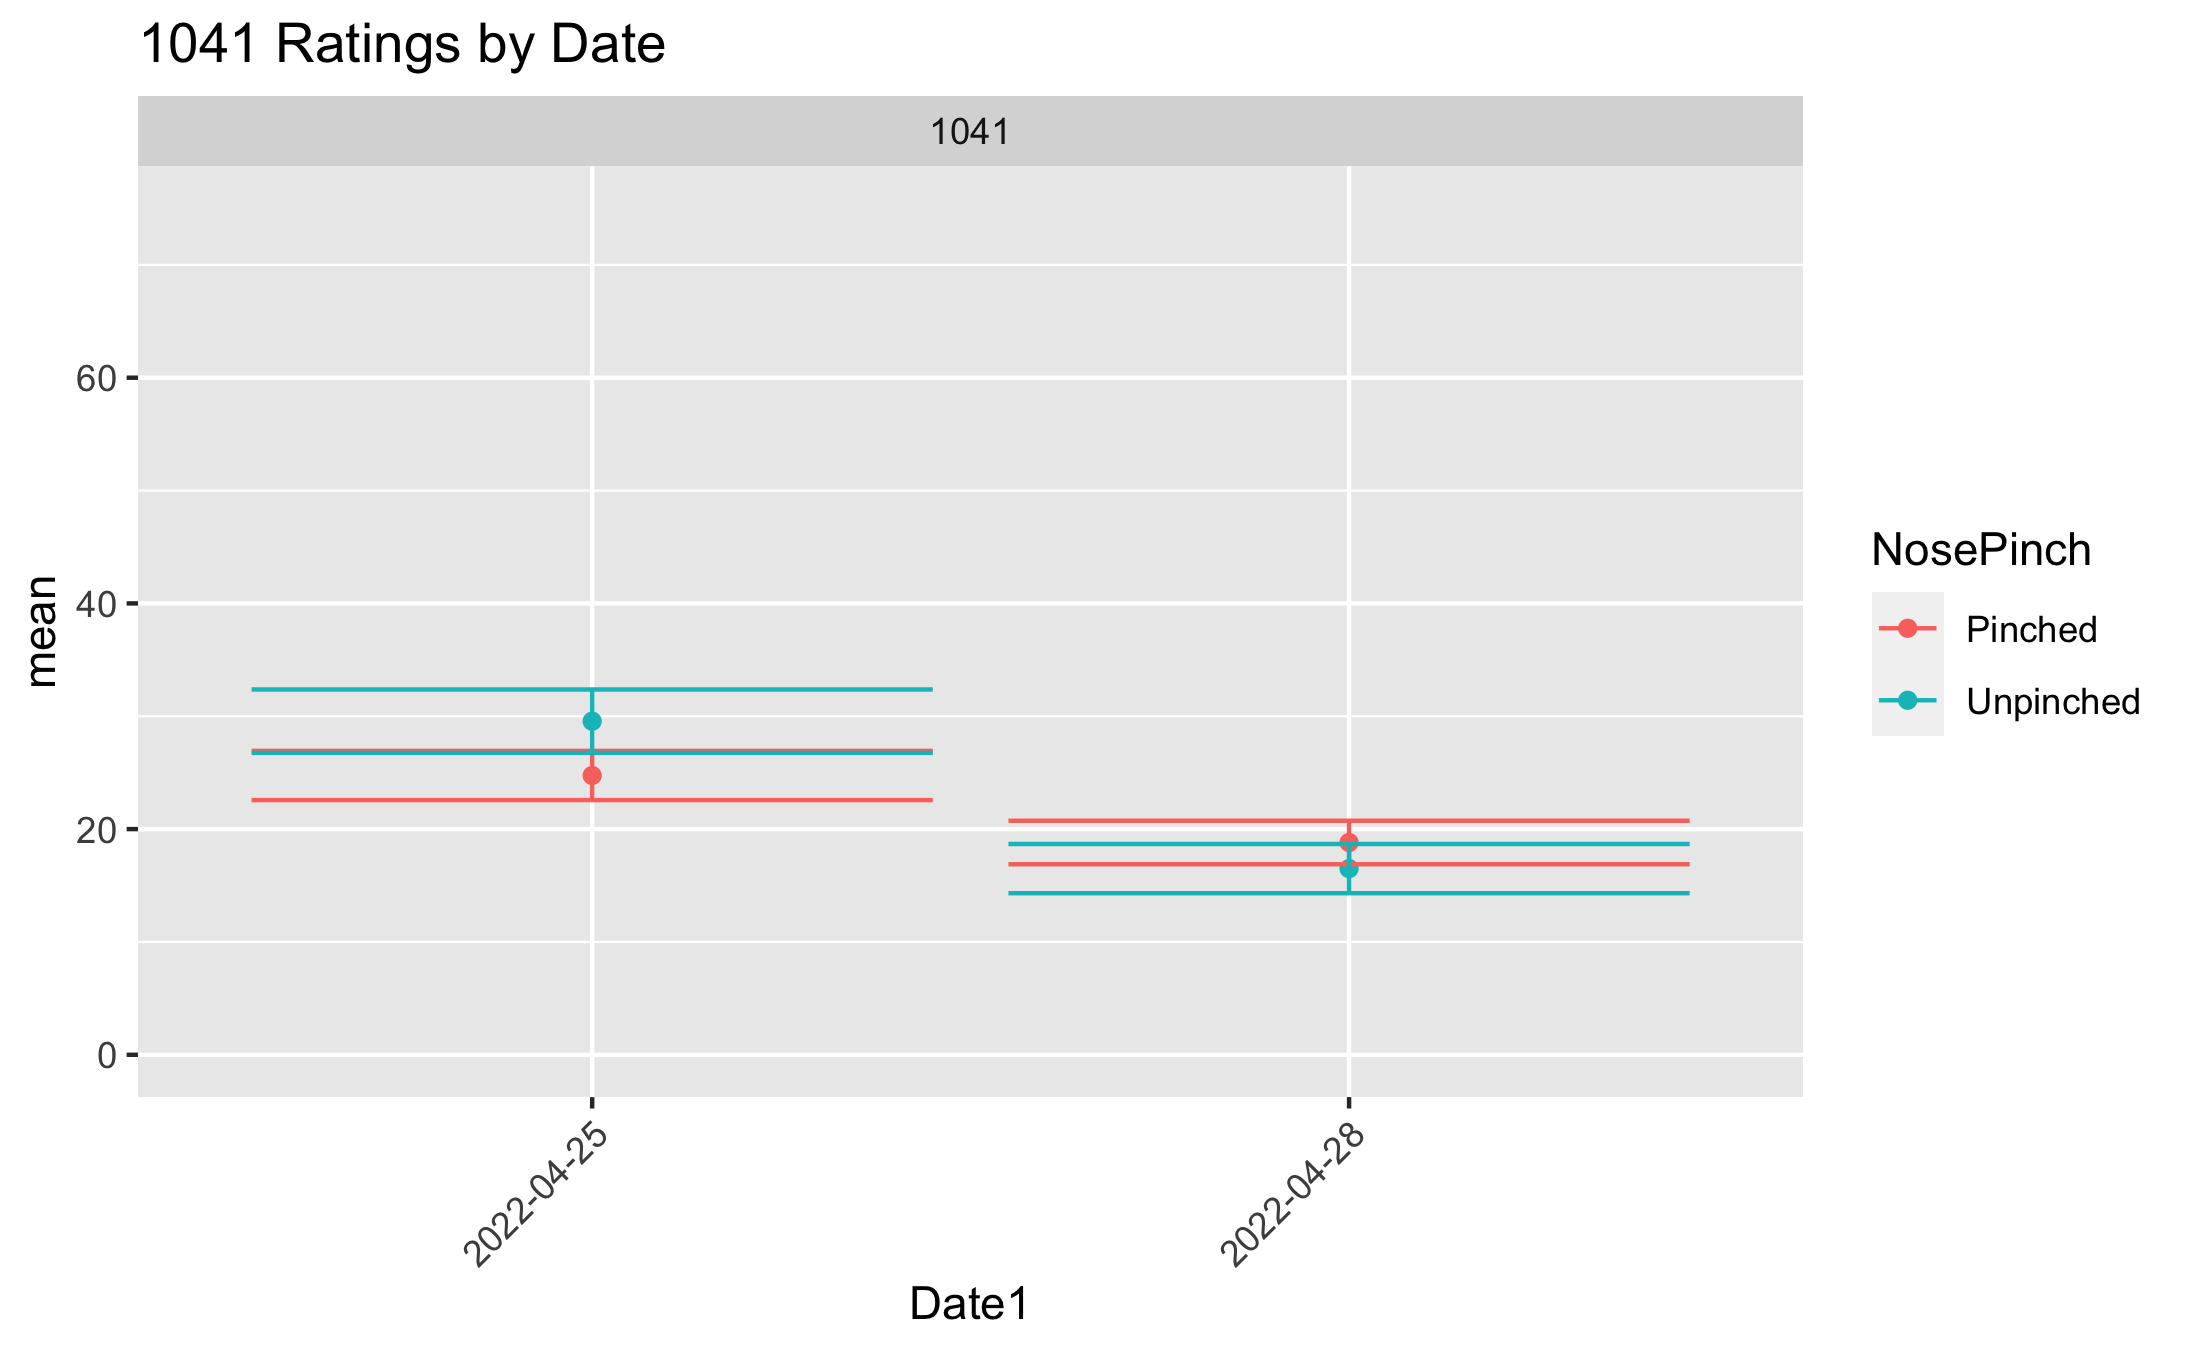 1041 Ratings by Date
1041
60
40
20
0
mean
2022-04-25
2022-04-28
Date1
NosePinch
Pinched
Unpinched